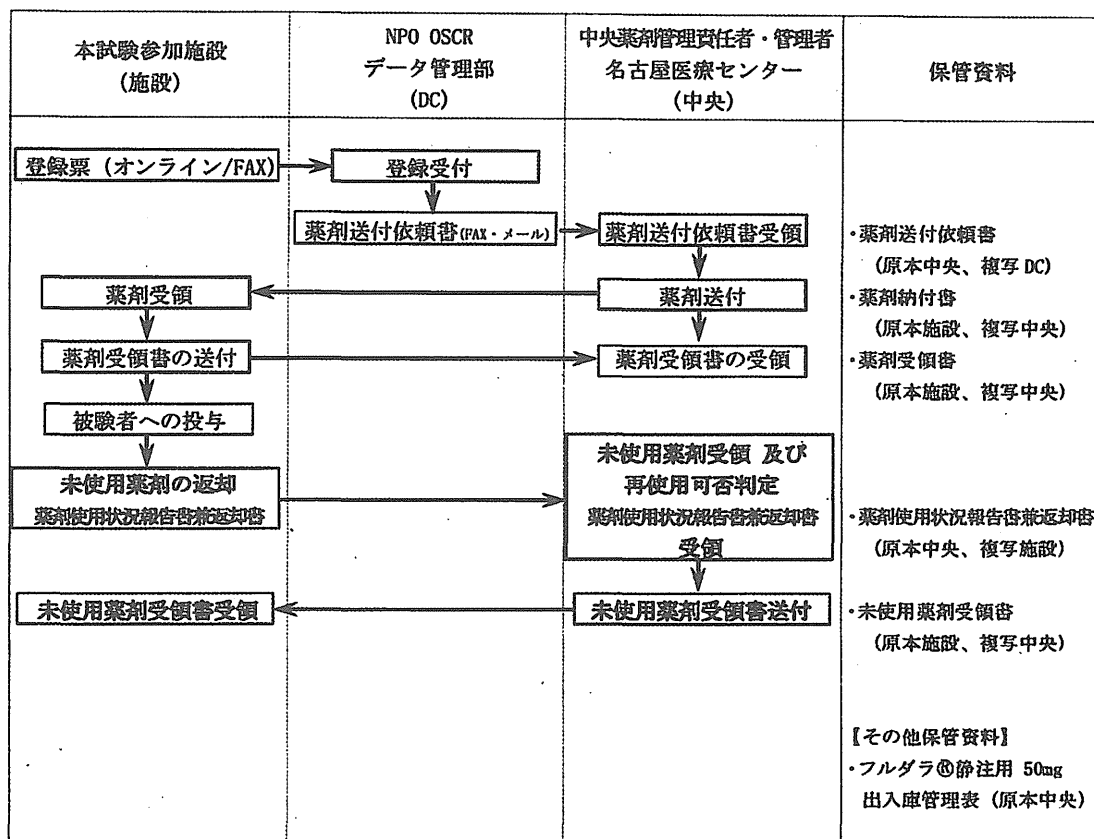 本試験参加施設
(施設)
NPO OSCR
データ管理部
(DC)
中央薬剤管理責任者・管理者
名古屋医療センター
(中央)
保管資料
登録票 (オンライン/FAX)
登録受付
薬剤送付依頼書(FAX・メール)
薬剤送付依頼書受領
・薬剤送付依頼書
(原本中央、複写 DC)
薬剤受領
薬剤送付
・薬剤納付書
(原本施設、複写中央)
薬剤受領書の送付
薬剤受領書の受領
・薬剤受領書
(原本施設、複写中央)
被験者への投与
未使用薬剤の返却
薬剤使用状況報告書兼返却書
未使用薬剤受領 及び
再使用可否判定
薬剤使用状況報告書兼返却書
受領
・薬剤使用状況報告書兼返却書
(原本中央、複写施設)
未使用薬剤受領書受領
未使用薬剤受領書送付
・未使用薬剤受領書
(原本施設、複写中央)
【その他保管資料】
・フルダラ®静注用 50mg
出入庫管理表 (原本中央)